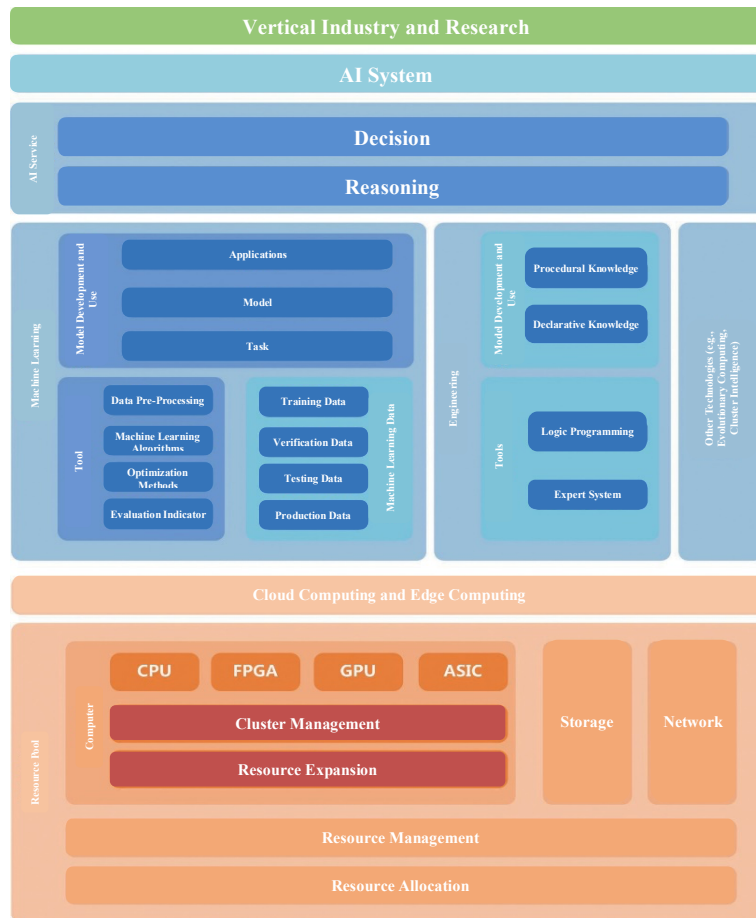 Vertical Industry and Research
AI System
AI Service
Decision
Reasoning
Machine Learning
Model Development and
Use
Applications
Model
Task
Tool
Data Pre-Processing
Machine Learning
Algorithms
Optimization
Methods
Evaluation Indicator
Training Data
Verification Data
Testing Data
Production Data
Machine Learning Data
Engineering
Model Development and
Use
Procedural Knowledge
Declarative Knowledge
Tools
Logic Programming
Expert System
Other Technologies (e.g.,
Evolutionary Computing,
Cluster Intelligence)
Cloud Computing and Edge Computing
Resource Pool
Computer
CPU
FPGA
GPU
ASIC
Cluster Management
Resource Expansion
Storage
Network
Resource Management
Resource Allocation